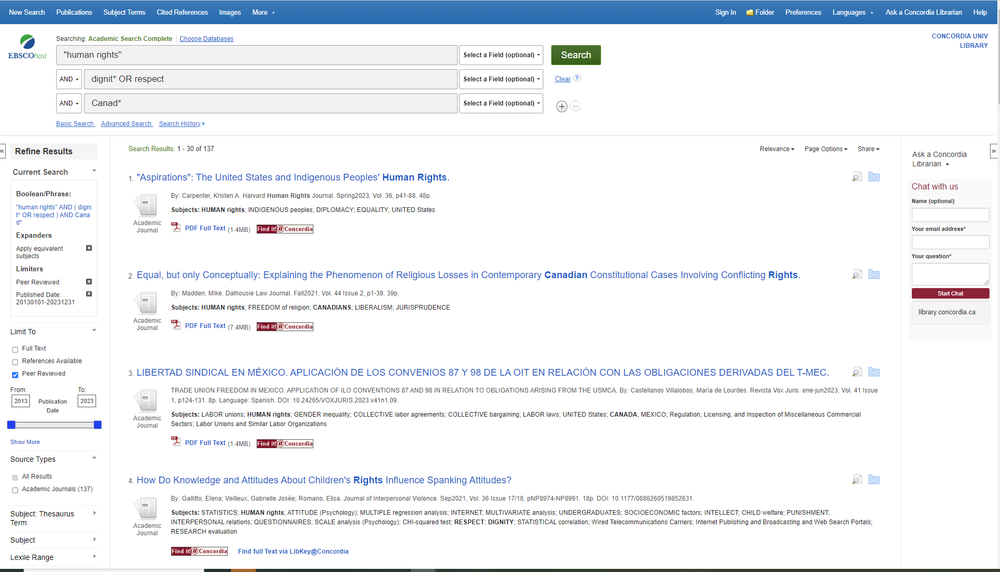 New Search Publications Subject Terms Cited References Images More Sign In Folder Preferences Languages Ask a Concordia Librarian Help
EBSCOhost
Searching: Academic Search Complete Choose Databases
CONCORDIA UNIV
LIBRARY
"human rights" Select a Field (optional) Search
AND dignit* OR respect Select a Field (optional) Clear ?
AND Canad* Select a Field (optional)
Basic Search Advanced Search Search History
«
Refine Results
Current Search
Boolean/Phrase:
"human rights" AND ( digni
t* OR respect ) AND Cana
d*
Expanders
Apply equivalent
subjects
Limiters
Peer Reviewed
Published Date:
20130101-20231231
Limit To
Full Text
References Available
Peer Reviewed
From: To:
2013 Publication 2023
Date
Show More
Source Types
All Results
Academic Journals (137)
Subject: Thesaurus
Term
Subject
Lexile Range
Search Results: 1 - 30 of 137 Relevance Page Options Share
1. "Aspirations": The United States and Indigenous Peoples' Human Rights.
By: Carpenter, Kristen A. Harvard Human Rights Journal. Spring2023, Vol. 36, p41-88. 48p.
Subjects: HUMAN rights; INDIGENOUS peoples; DIPLOMACY; EQUALITY; UNITED States
Academic
Journal
PDF Full Text (1.4MB) Find it!@Concordia
2. Equal, but only Conceptually: Explaining the Phenomenon of Religious Losses in Contemporary Canadian Constitutional Cases Involving Conflicting Rights.
By: Madden, Mike. Dalhousie Law Journal. Fall2021, Vol. 44 Issue 2, p1-39. 39p.
Subjects: HUMAN rights; FREEDOM of religion; CANADIANS; LIBERALISM; JURISPRUDENCE
Academic
Journal
PDF Full Text (7.4MB) Find it!@Concordia
3. LIBERTAD SINDICAL EN MÉXICO. APLICACIÓN DE LOS CONVENIOS 87 Y 98 DE LA OIT EN RELACIÓN CON LAS OBLIGACIONES DERIVADAS DEL T-MEC.
TRADE UNION FREEDOM IN MEXICO. APPLICATION OF ILO CONVENTIONS 87 AND 98 IN RELATION TO OBLIGATIONS ARISING FROM THE USMCA. By: Castellanos Villalobos, María de Lourdes. Revista Vox Juris. ene-jun2023, Vol. 41 Issue
1, p124-131. 8p. Language: Spanish. DOI: 10.24265/VOXJURIS.2023.v41n1.09.
Subjects: LABOR unions; HUMAN rights; GENDER inequality; COLLECTIVE labor agreements; COLLECTIVE bargaining; LABOR laws; UNITED States; CANADA; MEXICO; Regulation, Licensing, and Inspection of Miscellaneous Commercial
Sectors; Labor Unions and Similar Labor Organizations
Academic
Journal
PDF Full Text (1.4MB) Find it!@Concordia
4. How Do Knowledge and Attitudes About Children's Rights Influence Spanking Attitudes?
By: Gallitto, Elena; Veilleux, Gabrielle Josée; Romano, Elisa. Journal of Interpersonal Violence. Sep2021, Vol. 36 Issue 17/18, pNP8974-NP8991. 18p. DOI: 10.1177/0886260519852631.
Subjects: STATISTICS; HUMAN rights; ATTITUDE (Psychology); MULTIPLE regression analysis; INTERNET; MULTIVARIATE analysis; UNDERGRADUATES; SOCIOECONOMIC factors; INTELLECT; CHILD welfare; PUNISHMENT;
INTERPERSONAL relations; QUESTIONNAIRES; SCALE analysis (Psychology); CHI-squared test; RESPECT; DIGNITY; STATISTICAL correlation; Wired Telecommunications Carriers; Internet Publishing and Broadcasting and Web Search Portals;
RESEARCH evaluation
Academic
Journal
Find it!@Concordia Find full Text via LibKey@Concordia
»
Ask a Concordia
Librarian
Chat with us
Name (optional)
Your email address*
Your question*
Start Chat
library.concordia.ca